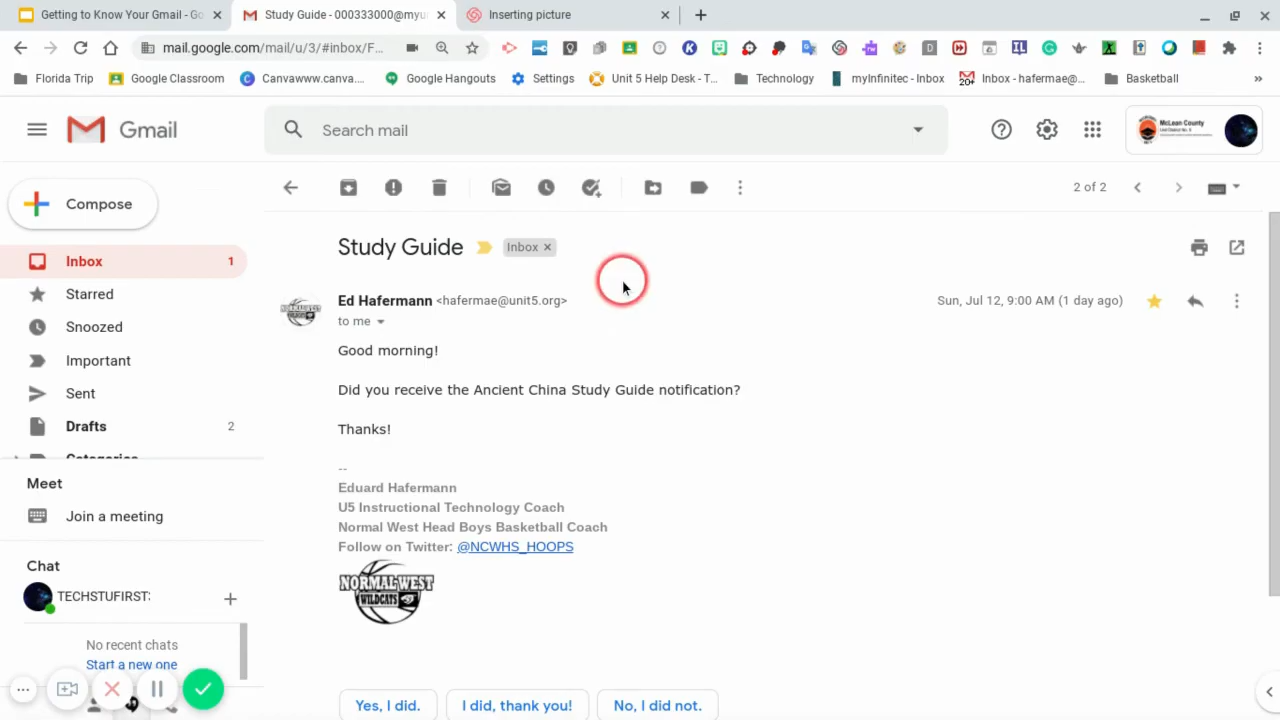 Getting to Know Your Gmail - Go
Study Guide - 000333000@myu
Inserting picture
mail.google.com/mail/u/3/#inbox/F...
Florida Trip
Google Classroom
Canvawww.canva....
Google Hangouts
Settings
Unit 5 Help Desk - T...
Technology
myInfinitec - Inbox
20+
Inbox - hafermae@...
Basketball
»
Gmail
Search mail
McLean County
Compose
2 of 2
Inbox 1
Starred
Snoozed
Important
Sent
Drafts 2
Categories
Meet
Join a meeting
Chat
TECHSTUFIRST:
No recent chats
Start a new one
Study Guide
Inbox ×
Ed Hafermann <hafermae@unit5.org>
Sun, Jul 12, 9:00 AM (1 day ago)
to me
Good morning!
Did you receive the Ancient China Study Guide notification?
Thanks!
--
Eduard Hafermann
U5 Instructional Technology Coach
Normal West Head Boys Basketball Coach
Follow on Twitter: @NCWHS_HOOPS
NORMAL WEST
WILDCATS
Yes, I did.
I did, thank you!
No, I did not.